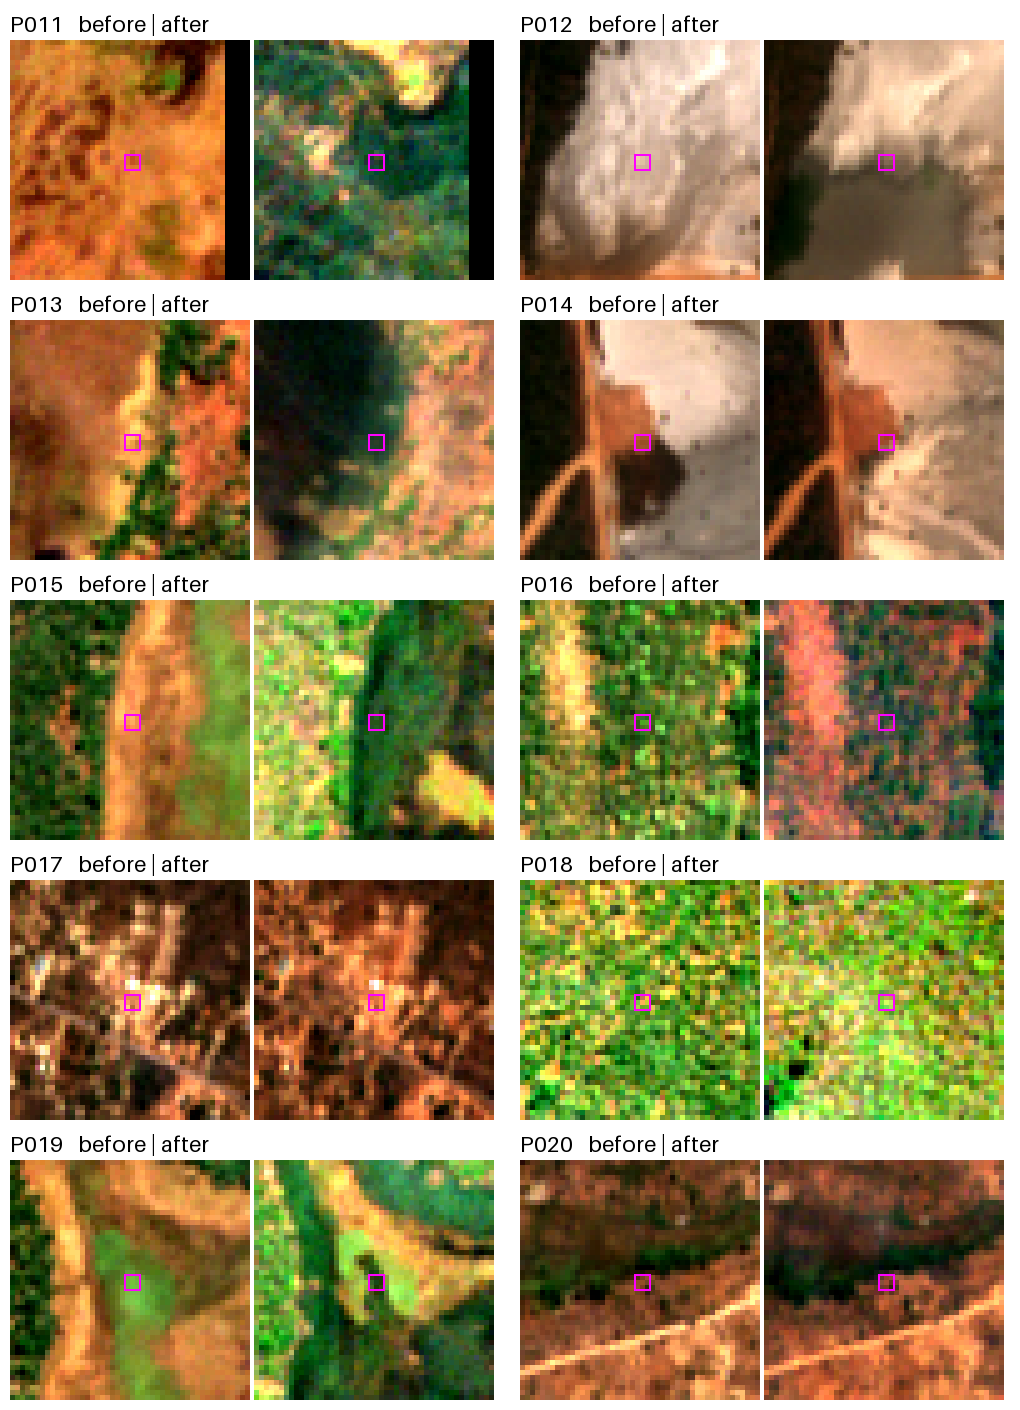 P011 before | after
P012 before | after
P013 before | after
P014 before | after
P015 before | after
P016 before | after
P017 before | after
P018 before | after
P019 before | after
P020 before | after